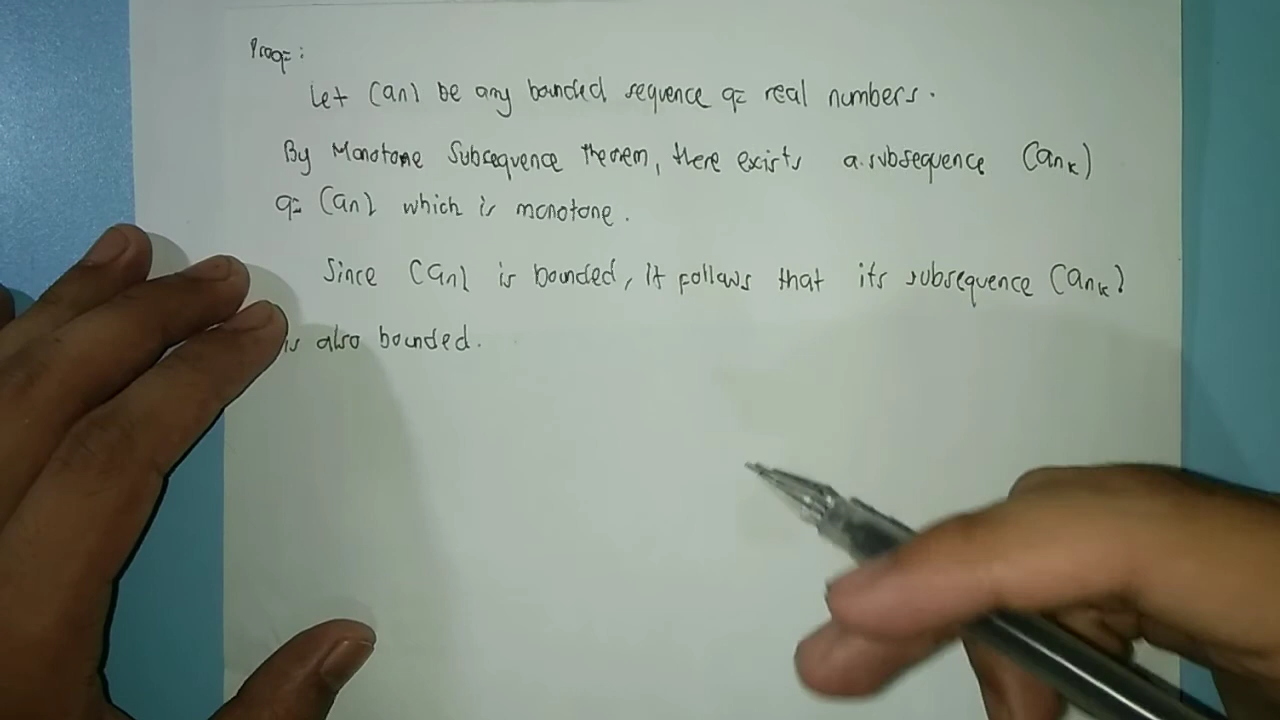 Proof:
Let (an) be any bounded sequence of real numbers.
By Monotone Subsequence theorem, there exists a subsequence (ank)
of (an) which is monotone.
Since (an) is bounded, it follows that its subsequence (ank)
is also bounded.